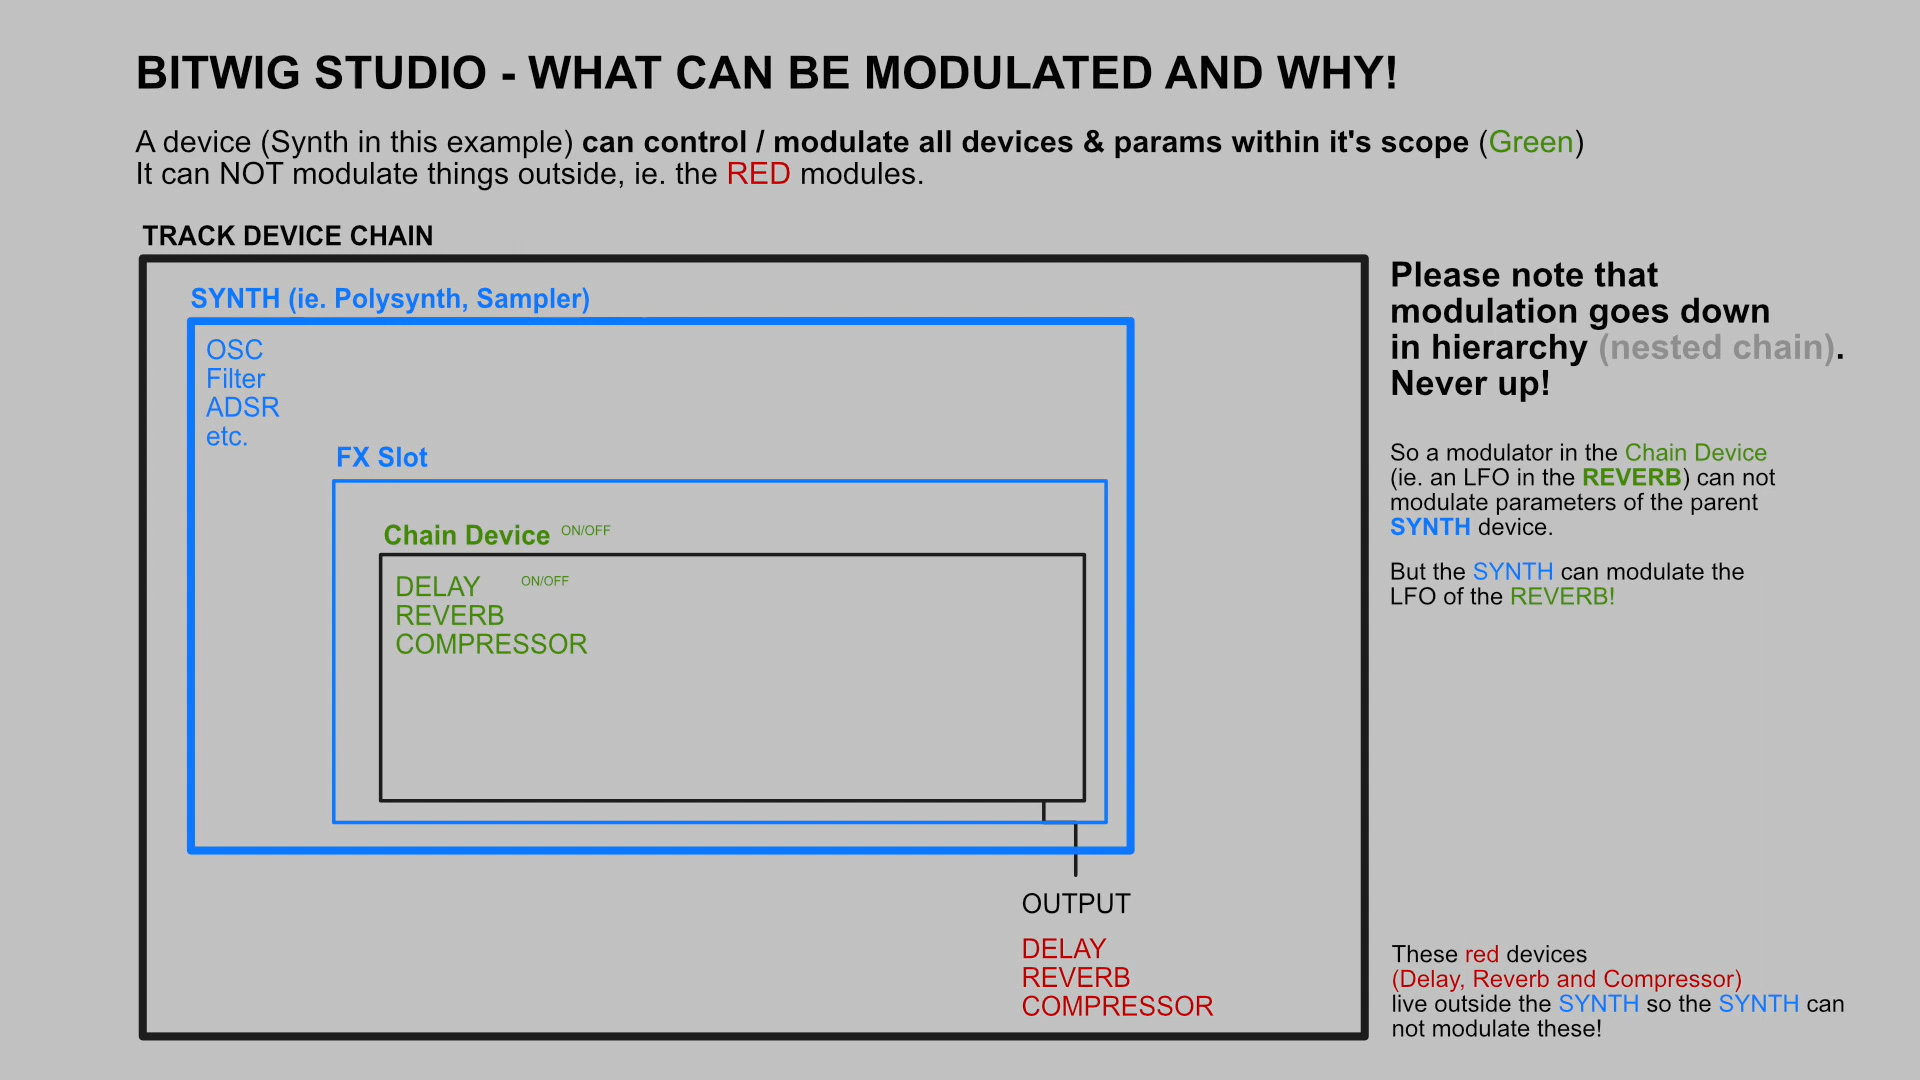 BITWIG STUDIO - WHAT CAN BE MODULATED AND WHY!
A device (Synth in this example) can control / modulate all devices & params within it's scope (Green)
It can NOT modulate things outside, ie. the RED modules.
TRACK DEVICE CHAIN
SYNTH (ie. Polysynth, Sampler)
OSC
Filter
ADSR
etc.
FX Slot
Chain Device ON/OFF
DELAY ON/OFF
REVERB
COMPRESSOR
OUTPUT
DELAY
REVERB
COMPRESSOR
Please note that
modulation goes down
in hierarchy (nested chain).
Never up!
So a modulator in the Chain Device
(ie. an LFO in the REVERB) can not
modulate parameters of the parent
SYNTH device.
But the SYNTH can modulate the
LFO of the REVERB!
These red devices
(Delay, Reverb and Compressor)
live outside the SYNTH so the SYNTH can
not modulate these!